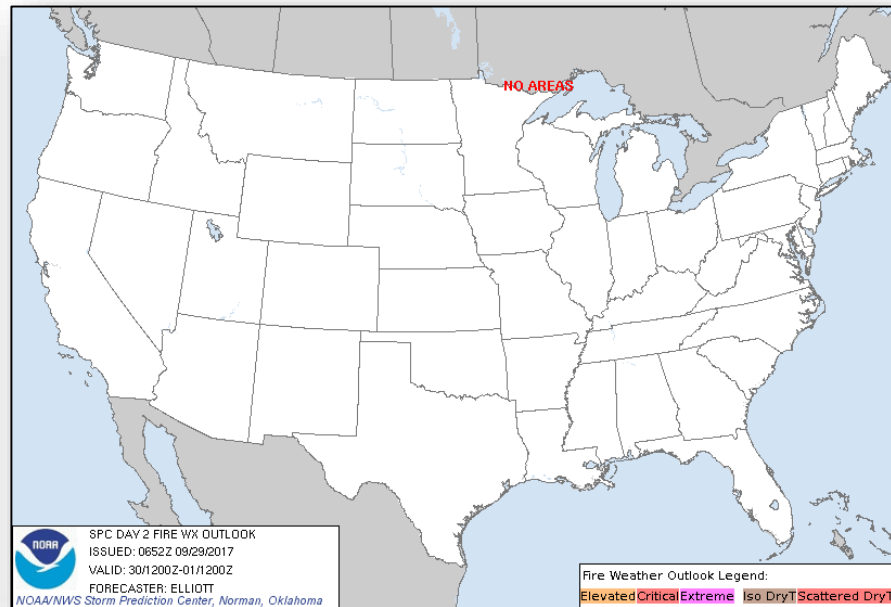 NO AREAS
NOAA
SPC DAY 2 FIRE WX OUTLOOK
ISSUED: 0652Z 09/29/2017
VALID: 30/1200Z-01/1200Z
FORECASTER: ELLIOTT
NOAA/NWS Storm Prediction Center, Norman, Oklahoma
Fire Weather Outlook Legend:
Elevated Critical Extreme Iso DryT Scattered DryT